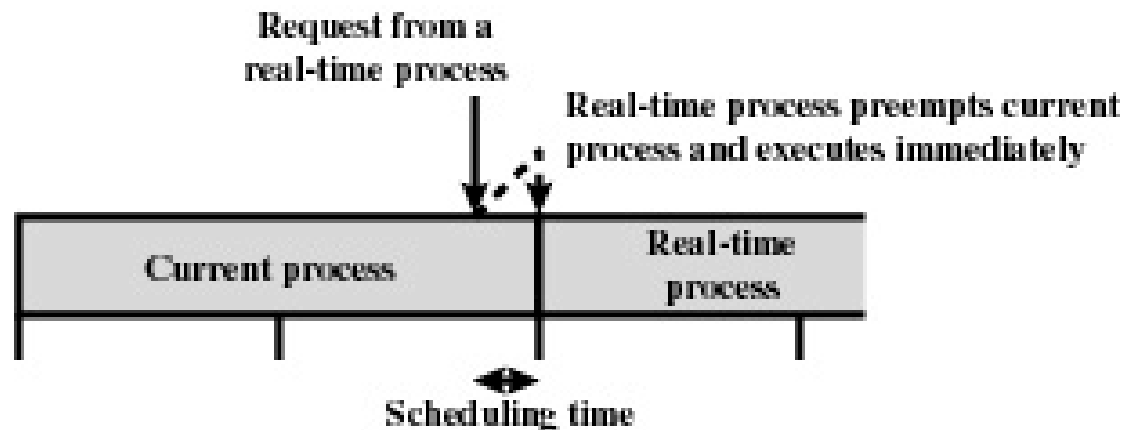 Request from a
real-time process
Real-time process preempts current
process and executes immediately
Current process
Real-time
process
Scheduling time